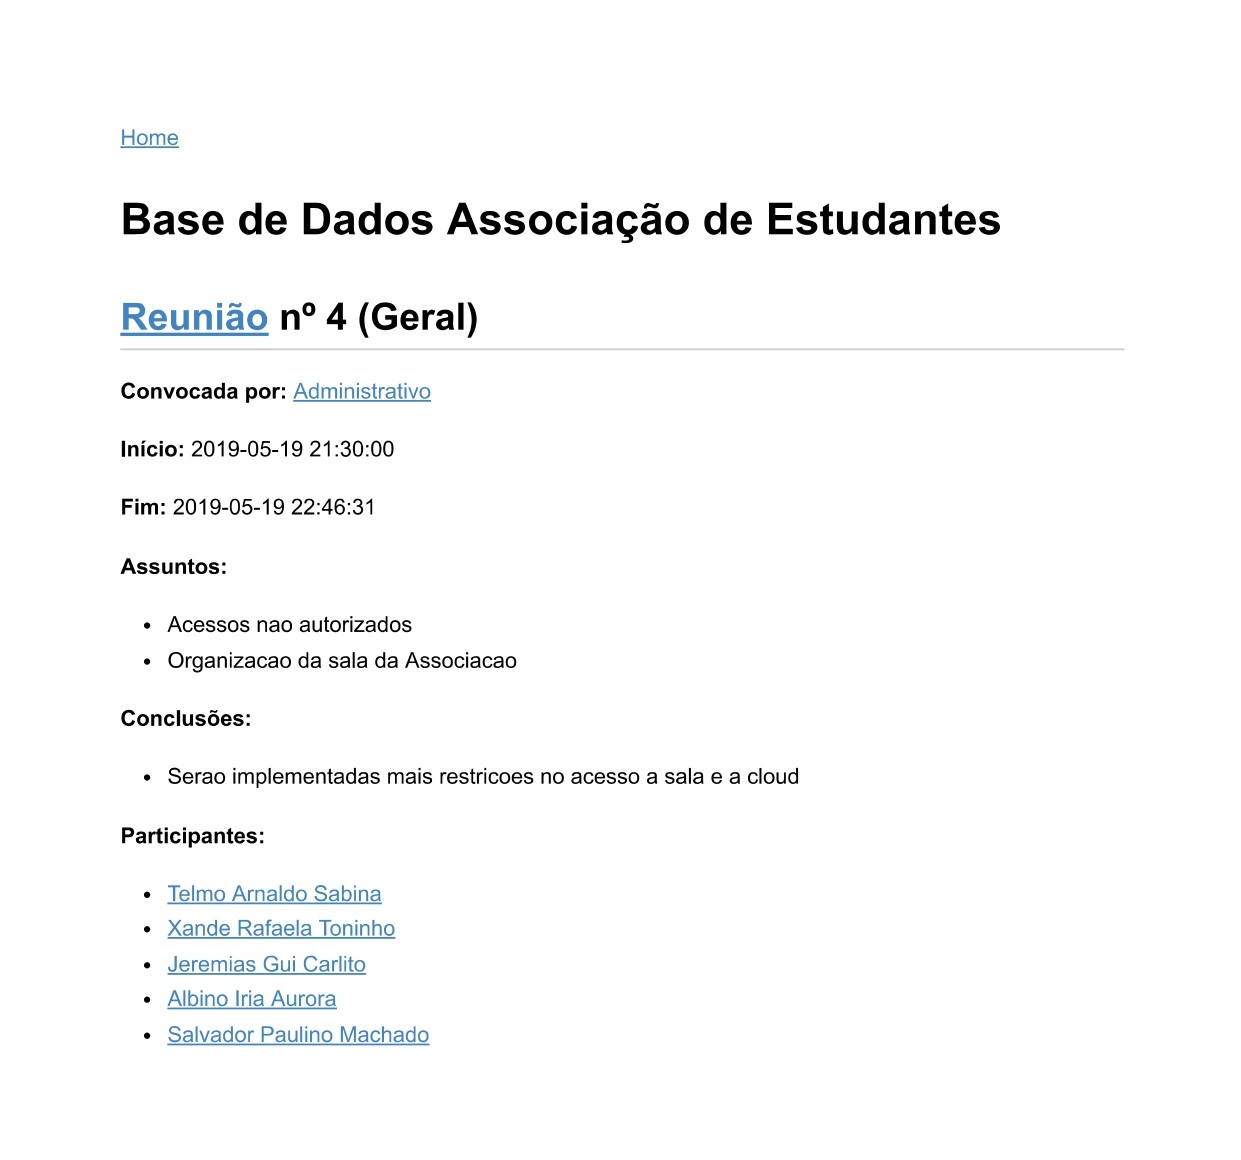 Home
Base de Dados Associação de Estudantes
Reunião nº 4 (Geral)
Convocada por: Administrativo
Início: 2019-05-19 21:30:00
Fim: 2019-05-19 22:46:31
Assuntos:
• Acessos nao autorizados
• Organizacao da sala da Associacao
Conclusões:
• Serao implementadas mais restricoes no acesso a sala e a cloud
Participantes:
• Telmo Arnaldo Sabina
• Xande Rafaela Toninho
• Jeremias Gui Carlito
• Albino Iria Aurora
• Salvador Paulino Machado